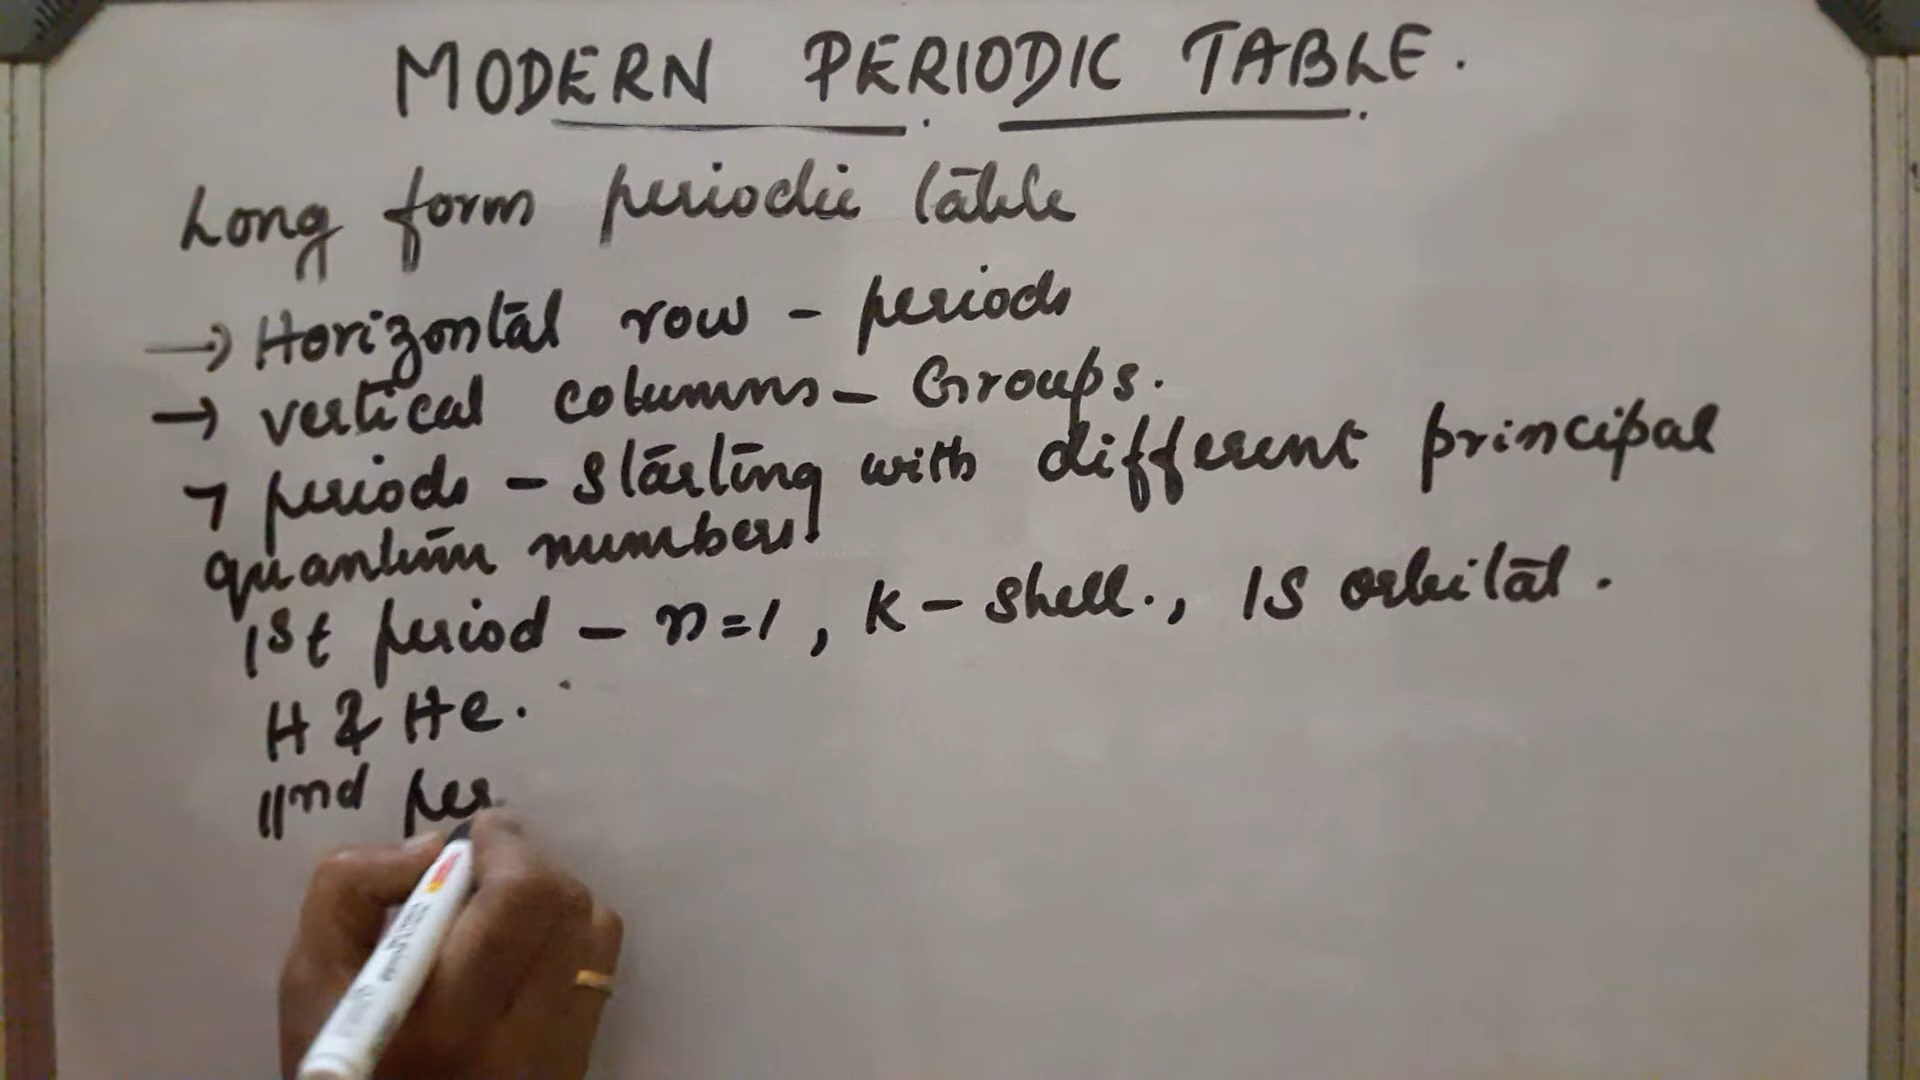 MODERN PERIODIC TABLE.
Long form periodic table
→ Horizontal row - periods
→ vertical columns - Groups.
7 periods - starting with different principal
quantum numbers.
1st period - n=1, K - shell., 1S orbital.
H & He.
IInd per